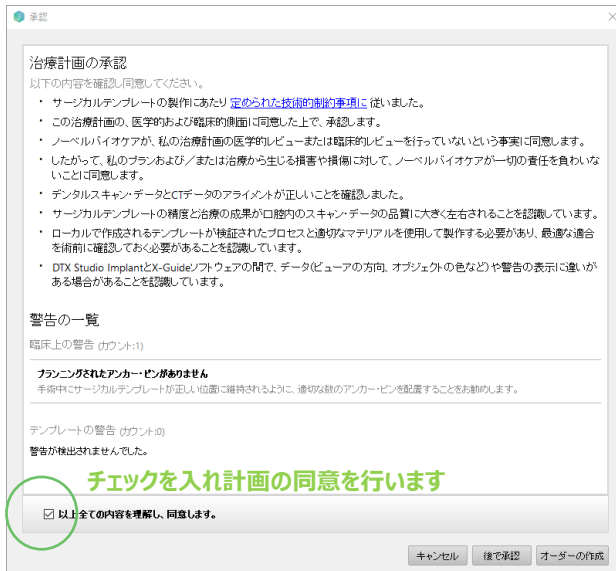 承認
治療計画の承認
以下の内容を確認し同意してください。
・ サージカルテンプレートの製作にあたり 定められた技術的制約事項に 従いました。
・ この治療計画の、医学的および臨床的側面に同意した上で、承認します。
・ ノーベルバイオケアが、私の治療計画の医学的レビューまたは臨床的レビューを行っていないという事実に同意します。
・ したがって、私のプランおよび／または治療から生じる損害や損傷に対して、ノーベルバイオケアが一切の責任を負わな
いことに同意します。
・ デンタルスキャン・データとCTデータのアライメントが正しいことを確認しました。
・ サージカルテンプレートの精度と治療の成果が口腔内のスキャン・データの品質に大きく左右されることを認識しています。
・ ローカルで作成されるテンプレートが検証されたプロセスと適切なマテリアルを使用して製作する必要があり、最適な適合
を術前に確認しておく必要があることを認識しています。
・ DTX Studio ImplantとX-Guideソフトウェアの間で、データ(ビューアの方向、オブジェクトの色など)や警告の表示に違いが
ある場合があることを認識しています。
警告の一覧
臨床上の警告 (カウント:1)
プランニングされたアンカー・ピンがありません
手術中にサージカルテンプレートが正しい位置に維持されるように、適切な数のアンカー・ピンを配置することをお勧めします。
テンプレートの警告 (カウント:0)
警告が検出されませんでした。
チェックを入れ計画の同意を行います
以上全ての内容を理解し、同意します。
キャンセル 後で承認 オーダーの作成